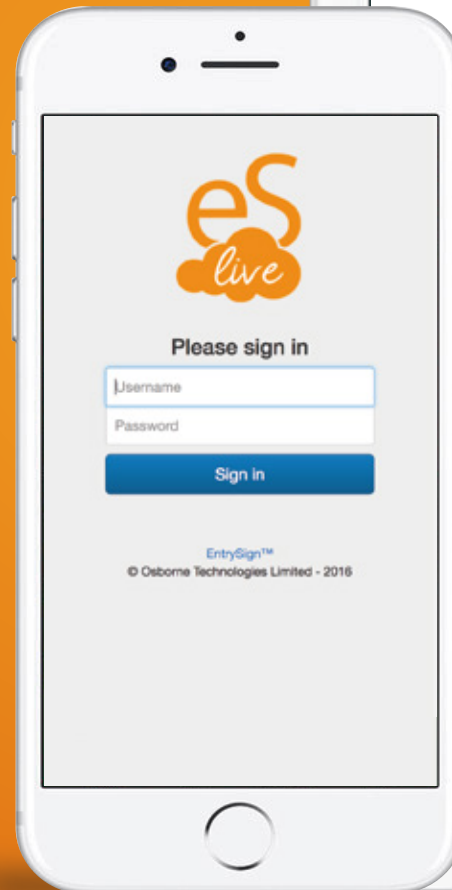 eS
live
Please sign in
Username
Password
Sign in
EntrySign™
© Osborne Technologies Limited - 2016